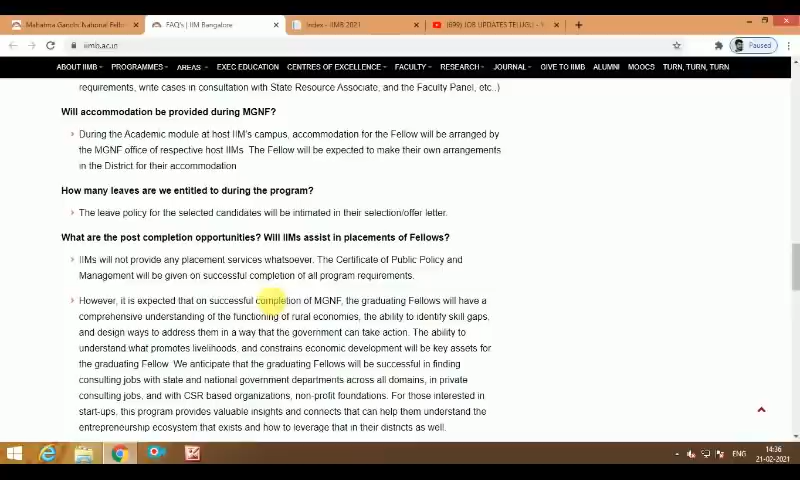 Mahatma Gandhi National Fello
FAQ's | IIM Bangalore
Index - IIMB 2021
(699) JOB UPDATES TELUGU -
iimb.ac.in
Paused
ABOUT IIMB PROGRAMMES AREAS EXEC EDUCATION CENTRES OF EXCELLENCE FACULTY RESEARCH JOURNAL GIVE TO IIMB ALUMNI MOOCS TURN, TURN, TURN
requirements, write cases in consultation with State Resource Associate, and the Faculty Panel, etc..)
Will accommodation be provided during MGNF?
During the Academic module at host IIM's campus, accommodation for the Fellow will be arranged by
the MGNF office of respective host IIMs. The Fellow will be expected to make their own arrangements
in the District for their accommodation
How many leaves are we entitled to during the program?
The leave policy for the selected candidates will be intimated in their selection/offer letter.
What are the post completion opportunities? Will IIMs assist in placements of Fellows?
IIMs will not provide any placement services whatsoever. The Certificate of Public Policy and
Management will be given on successful completion of all program requirements.
However, it is expected that on successful completion of MGNF, the graduating Fellows will have a
comprehensive understanding of the functioning of rural economies, the ability to identify skill gaps,
and design ways to address them in a way that the government can take action. The ability to
understand what promotes livelihoods, and constrains economic development will be key assets for
the graduating Fellow. We anticipate that the graduating Fellows will be successful in finding
consulting jobs with state and national government departments across all domains, in private
consulting jobs, and with CSR based organizations, non-profit foundations. For those interested in
start-ups, this program provides valuable insights and connects that can help them understand the
entrepreneurship ecosystem that exists and how to leverage that in their districts as well.
ENG
14:36
21-02-2021